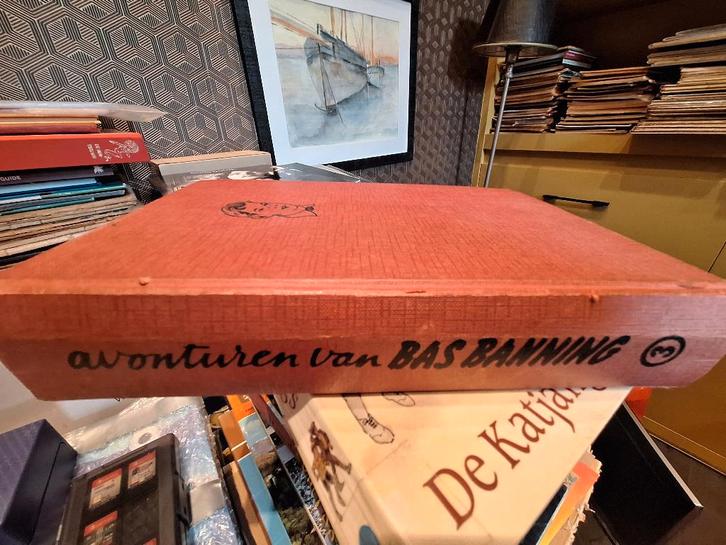 avonturen van BAS BANNING 3
De Katjan